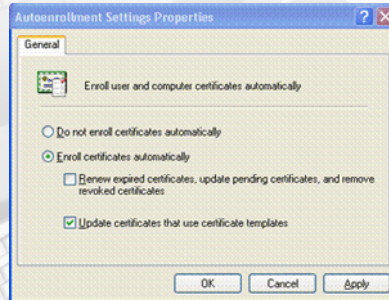 Autoenrollment Settings Properties
General
Enroll user and computer certificates automatically
Do not enroll certificates automatically
Enroll certificates automatically
Renew expired certificates, update pending certificates, and remove
revoked certificates
Update certificates that use certificate templates
OK Cancel Apply